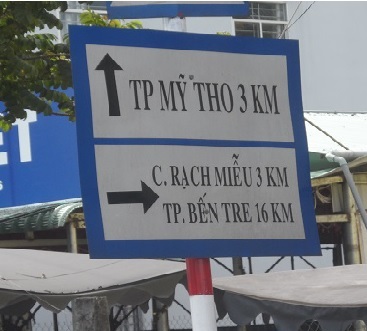 TP MỸ THO 3 KM
C. RẠCH MIỄU 3 KM
TP. BẾN TRE 16 KM